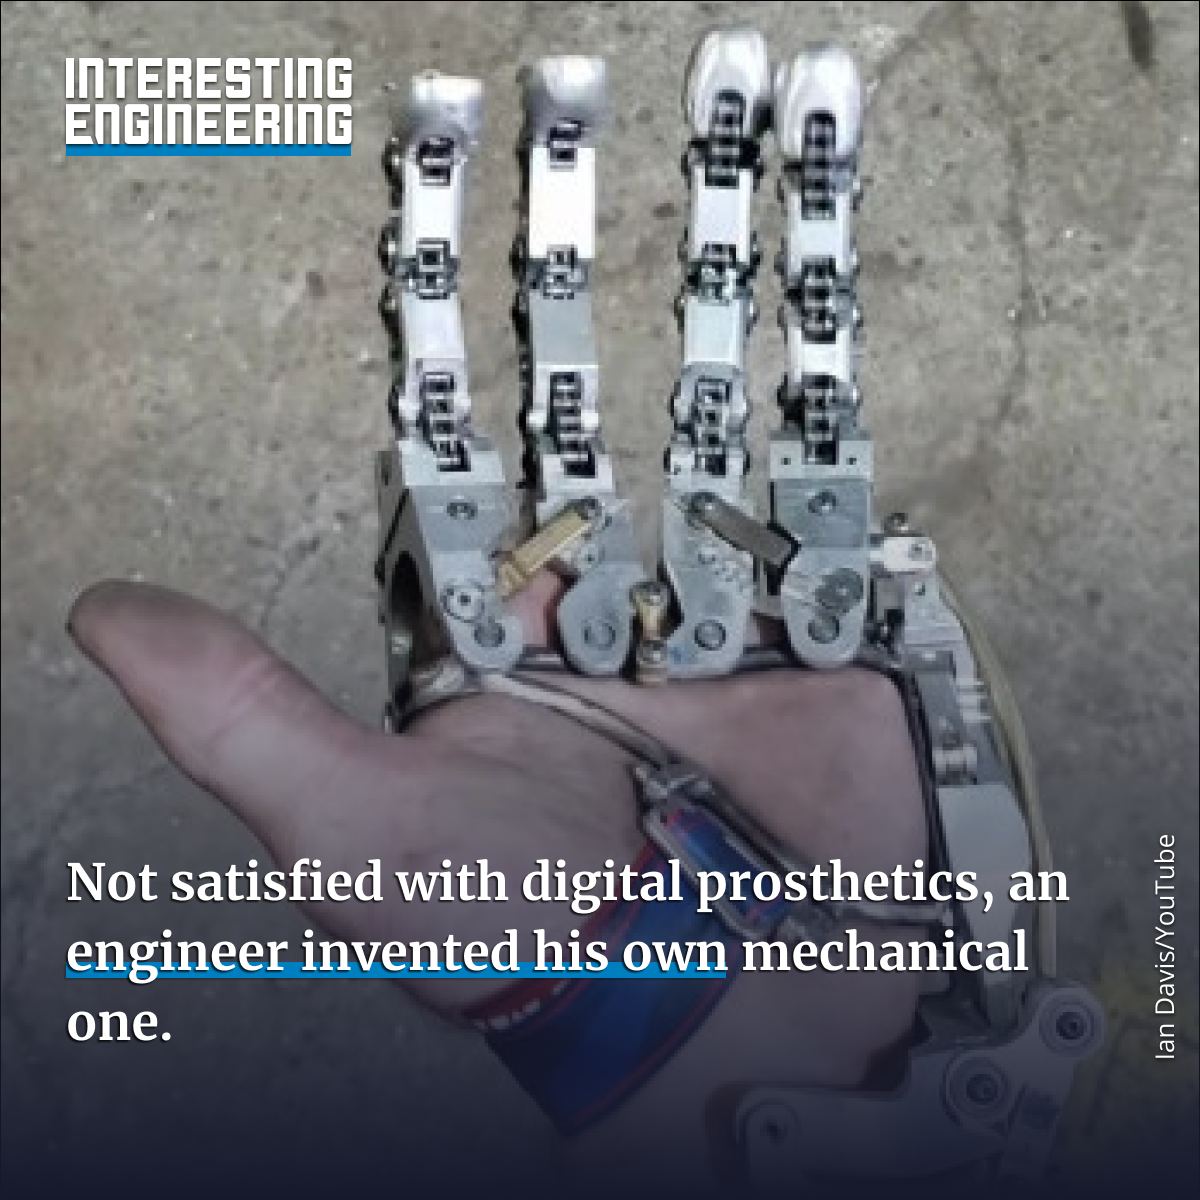 INTERESTING
ENGINEERING
Not satisfied with digital prosthetics, an
engineer invented his own mechanical
one.
Ian Davis/YouTube